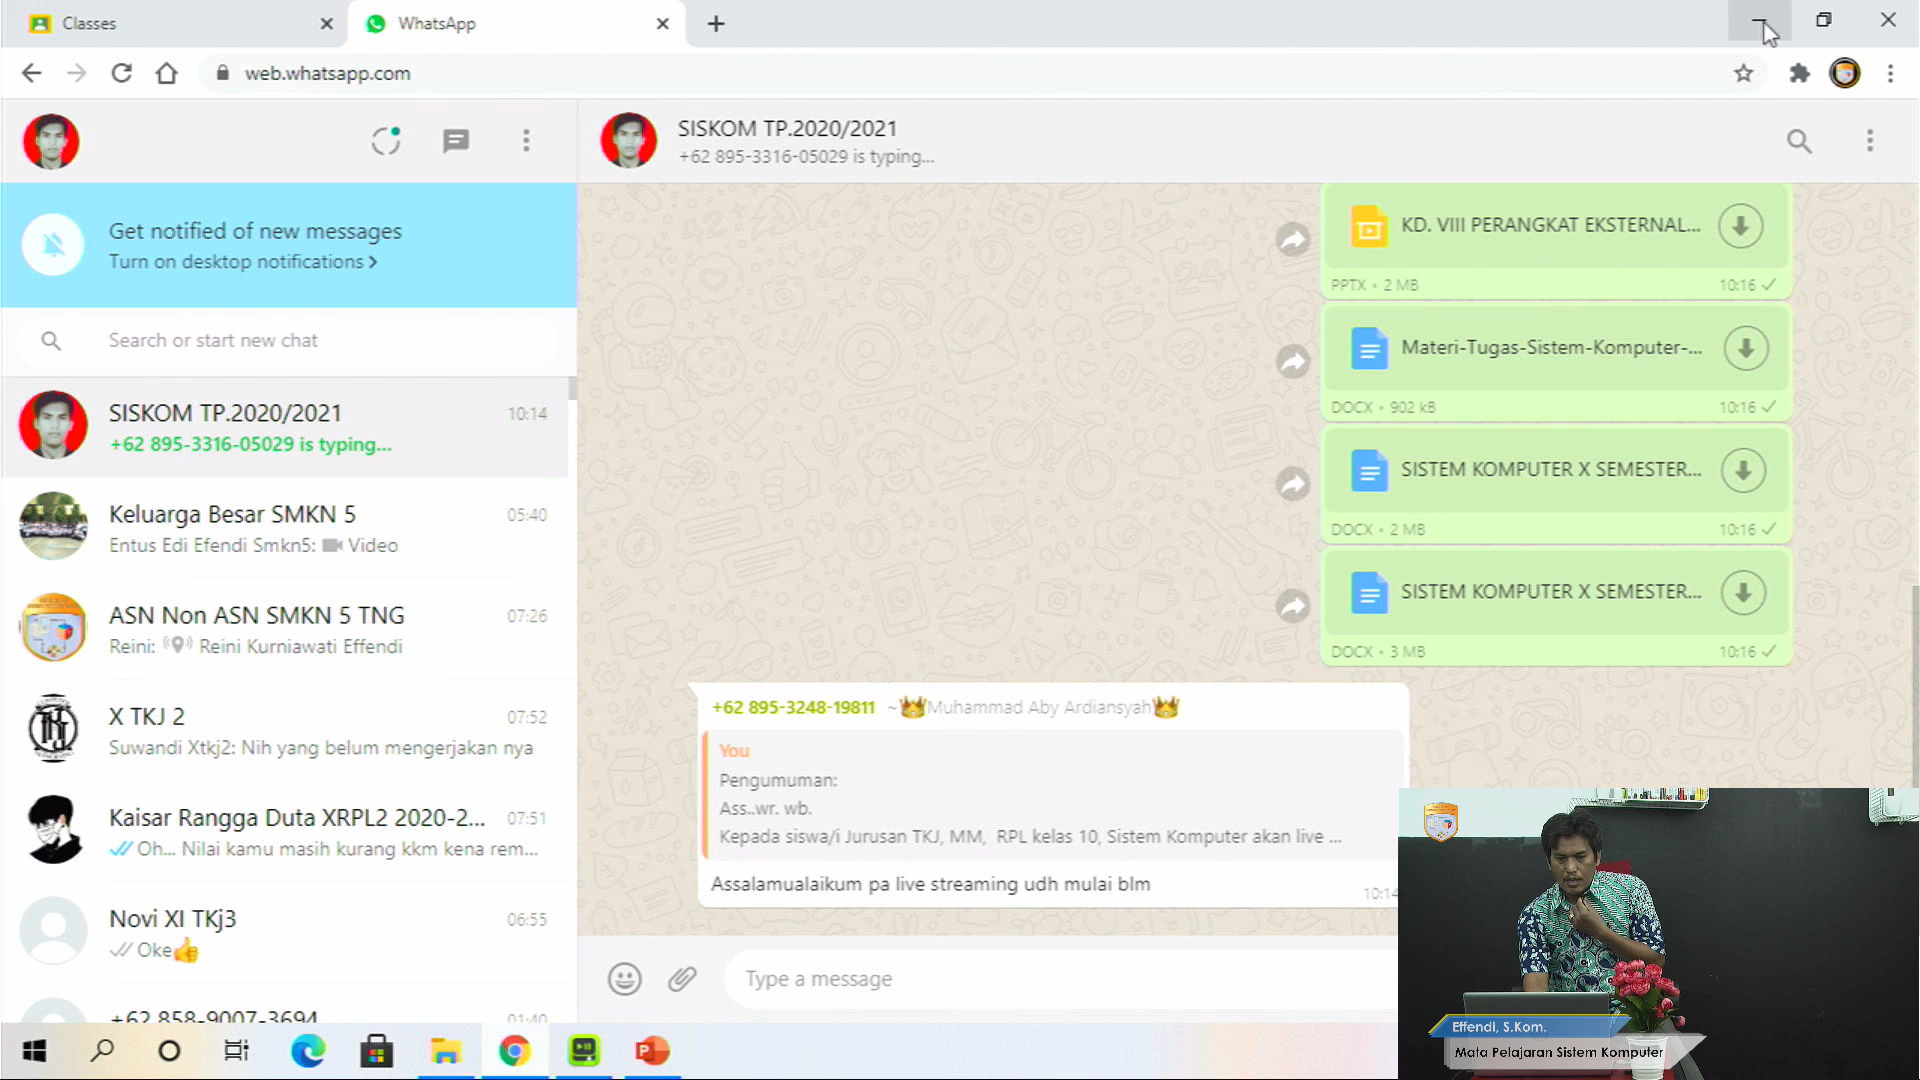 Classes
WhatsApp
web.whatsapp.com
SISKOM TP.2020/2021
+62 895-3316-05029 is typing...
Get notified of new messages
Turn on desktop notifications >
Search or start new chat
SISKOM TP.2020/2021
10:14
+62 895-3316-05029 is typing...
Keluarga Besar SMKN 5
05:40
Entus Edi Efendi Smkn5: Video
ASN Non ASN SMKN 5 TNG
07:26
Reini: Reini Kurniawati Effendi
X TKJ 2
07:52
Suwandi Xtkj2: Nih yang belum mengerjakan nya
Kaisar Rangga Duta XRPL2 2020-2...
07:51
Oh... Nilai kamu masih kurang kkm kena rem...
Novi XI TKj3
06:55
Oke👍
+62 858-9007-3694
01:40
KD. VIII PERANGKAT EKSTERNAL...
PPTX • 2 MB
10:16
Materi-Tugas-Sistem-Komputer-...
DOCX • 902 kB
10:16
SISTEM KOMPUTER X SEMESTER...
DOCX • 2 MB
10:16
SISTEM KOMPUTER X SEMESTER...
DOCX • 3 MB
10:16
+62 895-3248-19811 ~👑Muhammad Aby Ardiansyah👑
You
Pengumuman:
Ass..wr. wb.
Kepada siswa/i Jurusan TKJ, MM, RPL kelas 10, Sistem Komputer akan live ...
Assalamualaikum pa live streaming udh mulai blm
10:14
Type a message
Effendi, S.Kom.
Mata Pelajaran Sistem Komputer